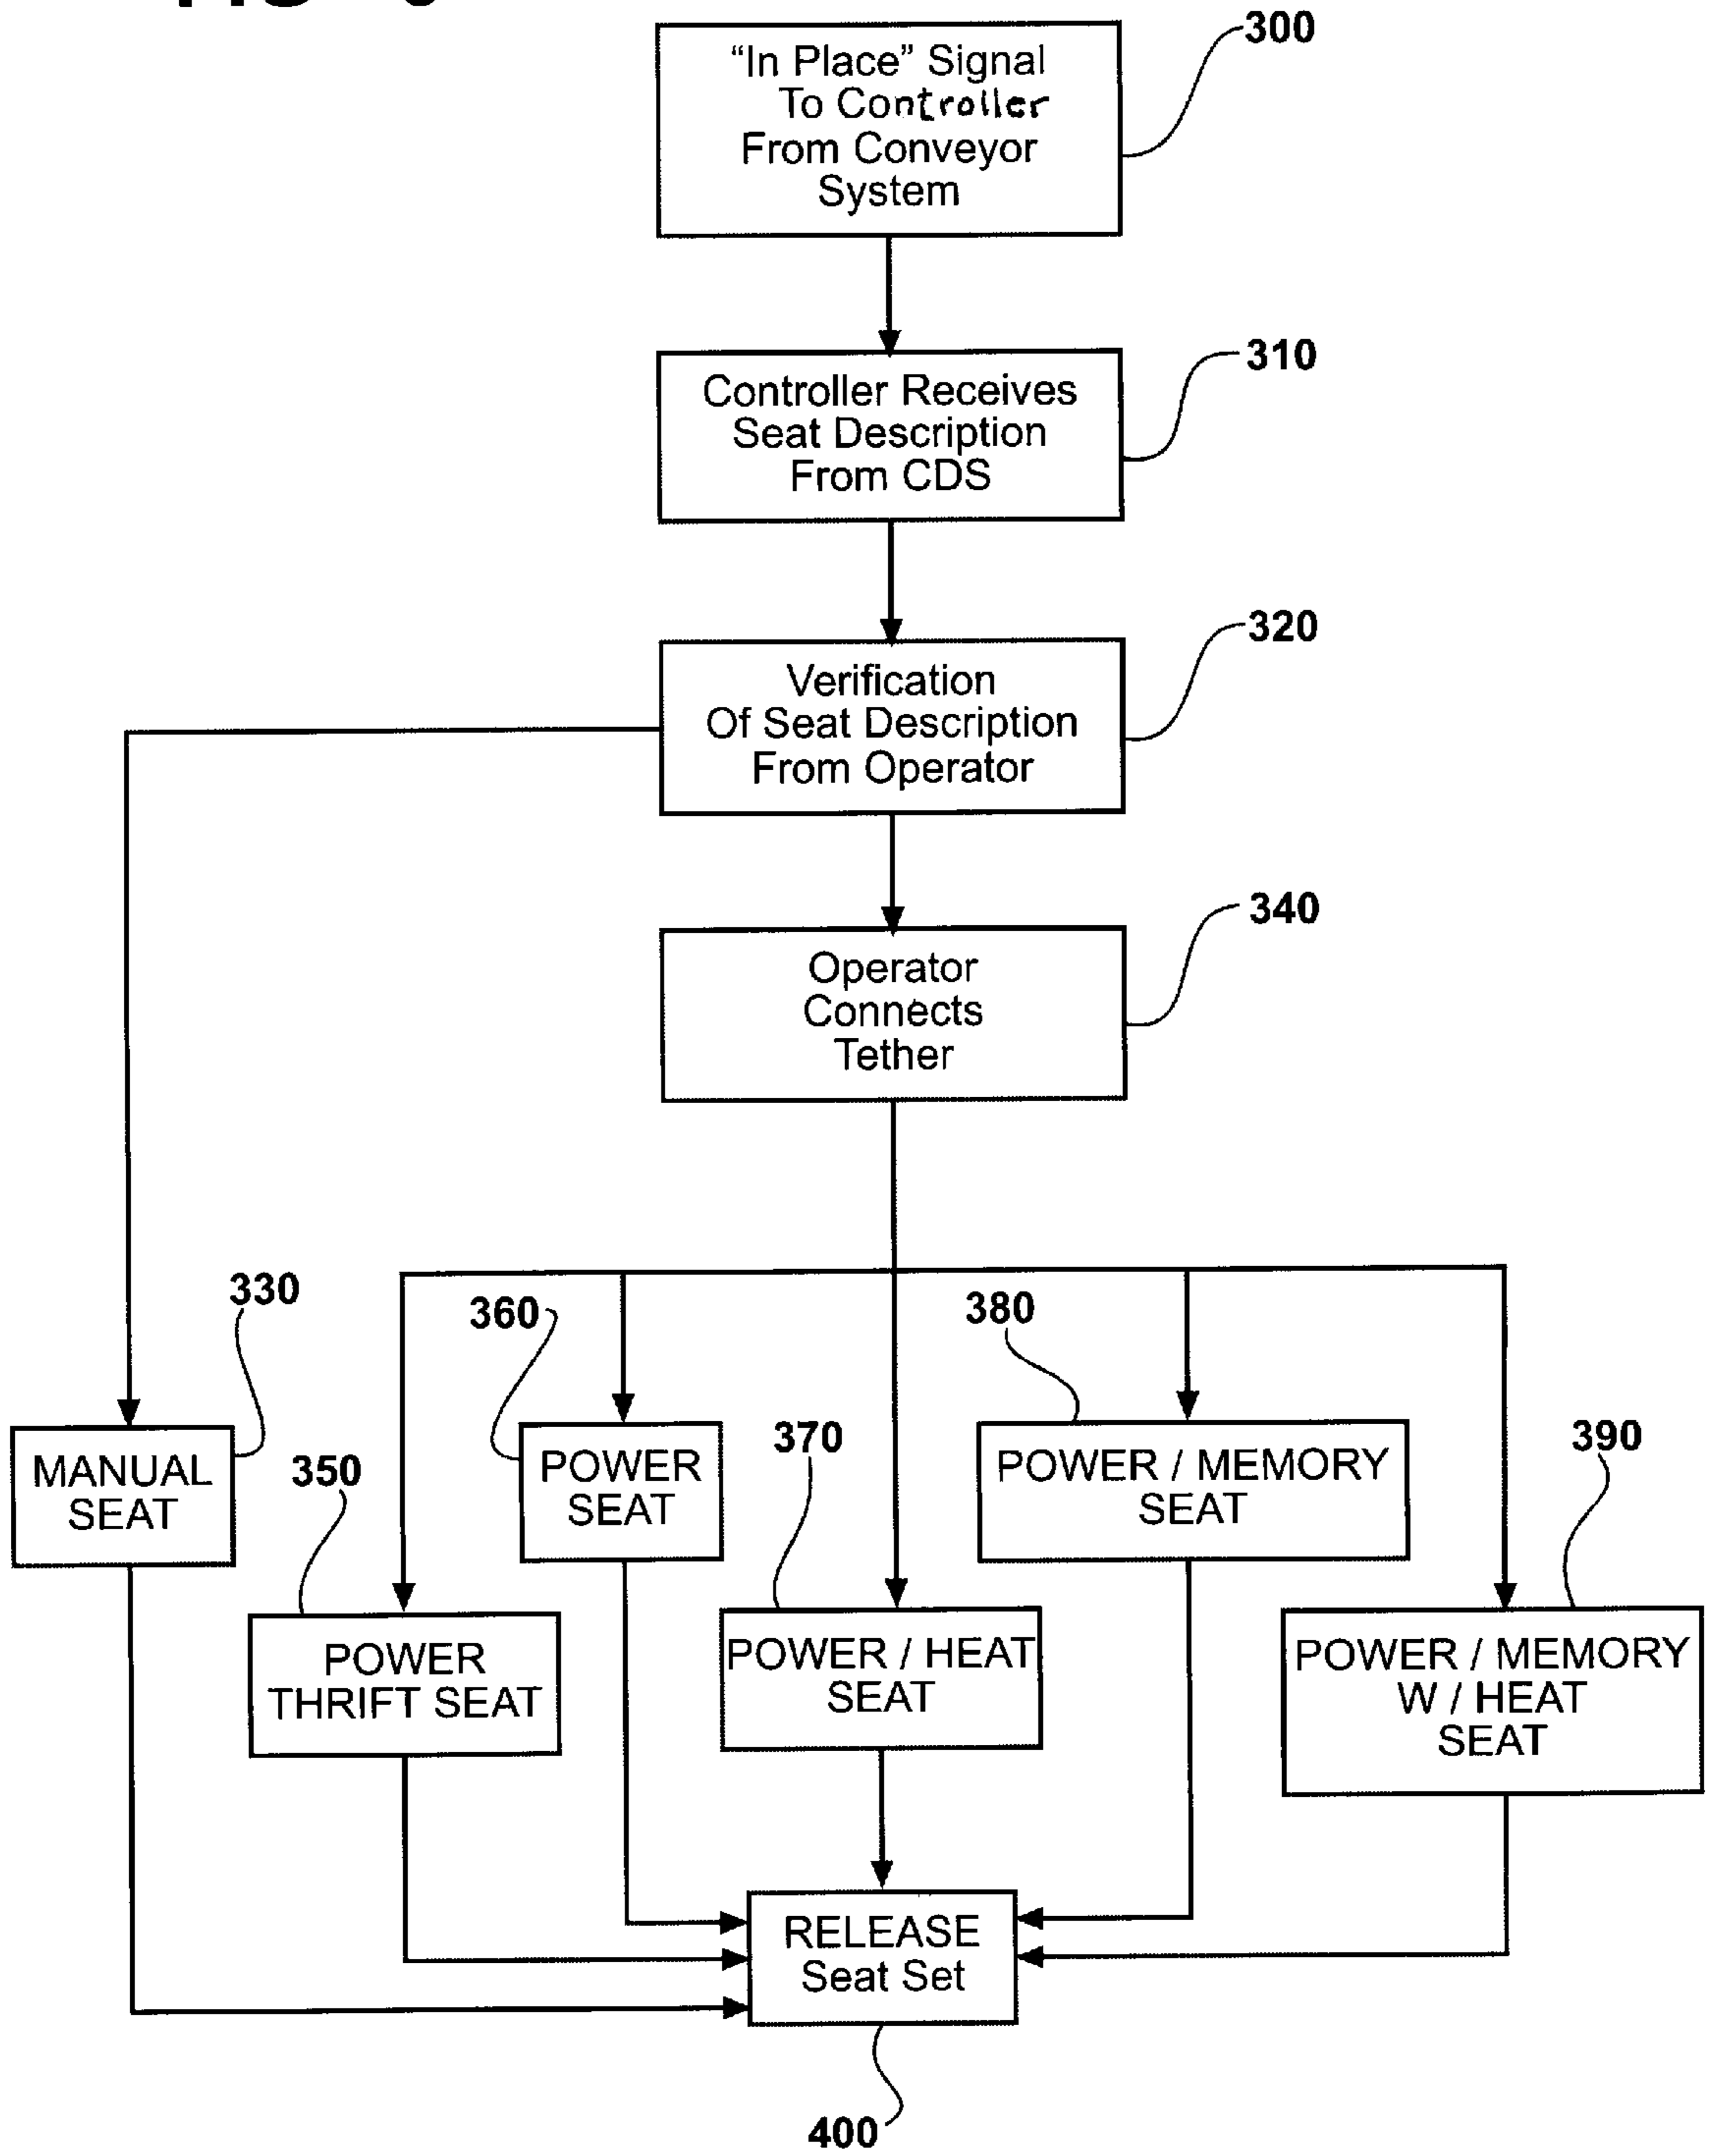 300
“In Place” Signal
To Controller
From Conveyor
System
310
Controller Receives
Seat Description
From CDS
320
Verification
Of Seat Description
From Operator
340
Operator
Connects
Tether
330
MANUAL
SEAT
350
POWER
THRIFT SEAT
360
POWER
SEAT
370
POWER / HEAT
SEAT
380
POWER / MEMORY
SEAT
390
POWER / MEMORY
W / HEAT
SEAT
RELEASE
Seat Set
400